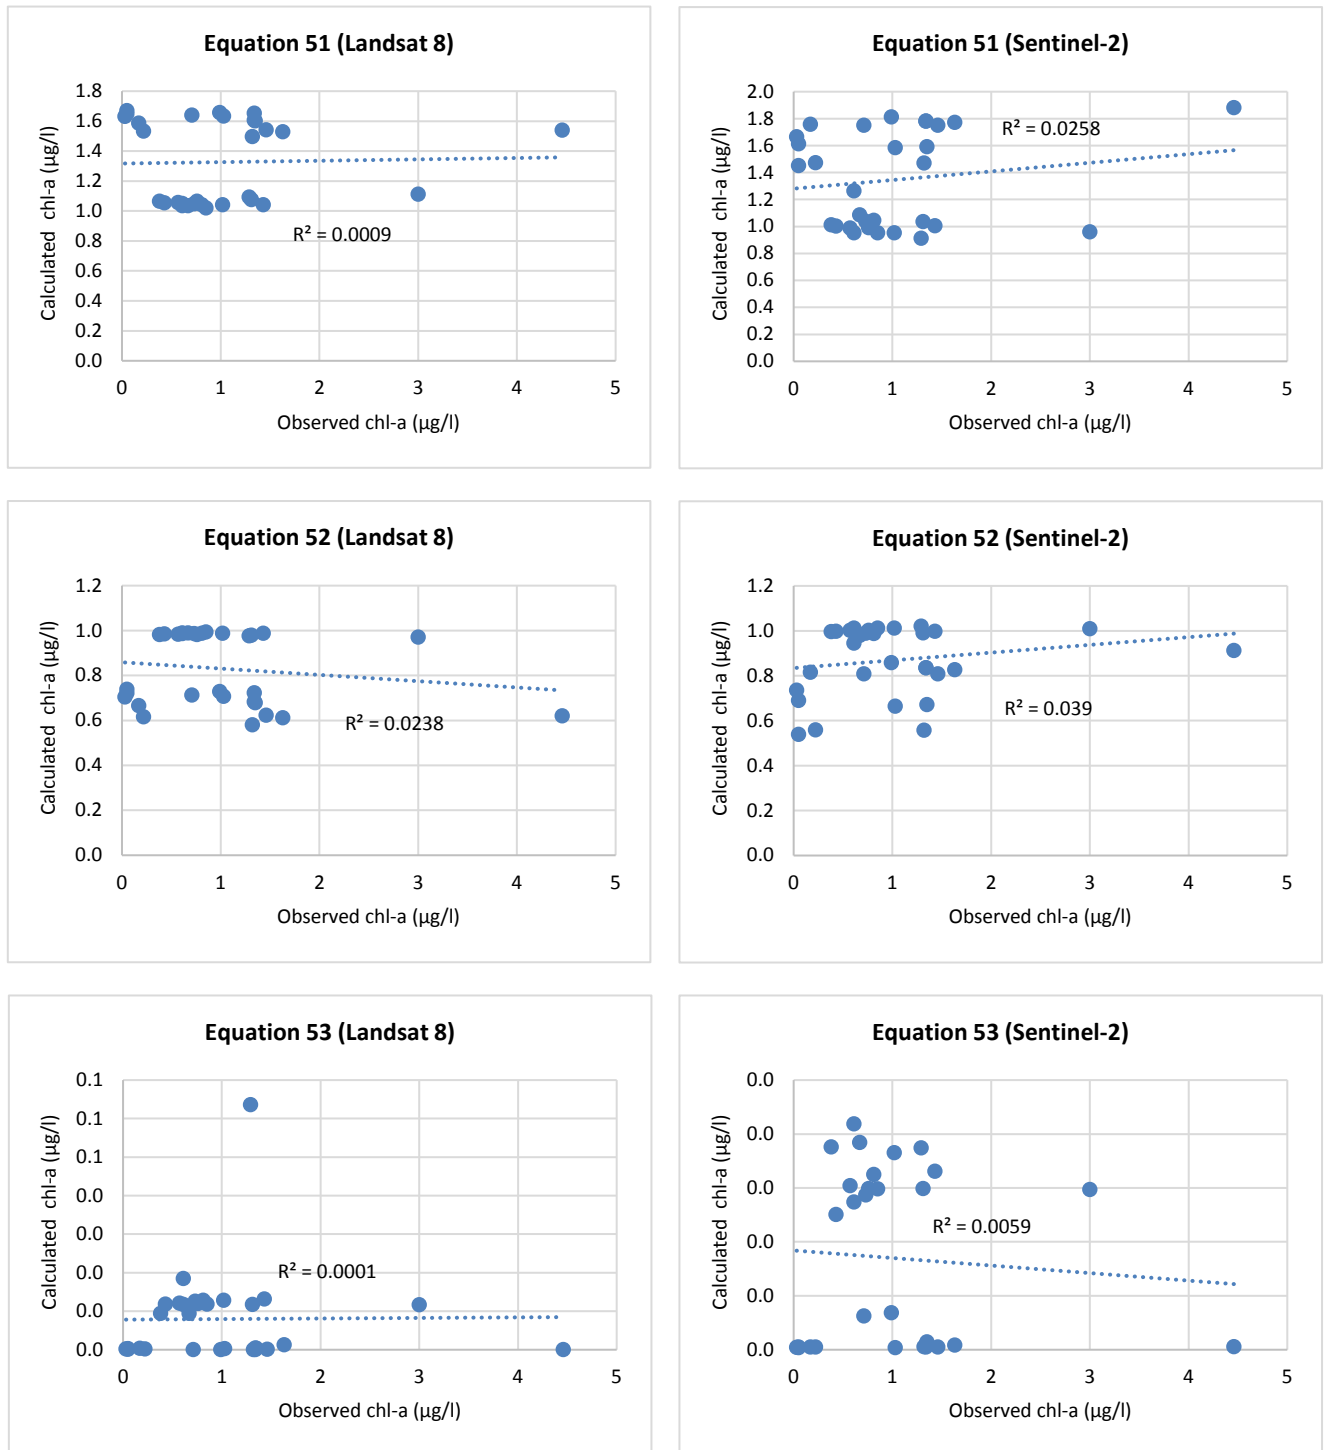 Equation 51 (Landsat 8)
Calculated chl-a (µg/l)
1.8
1.6
1.4
1.2
1.0
0.8
0.6
0.4
0.2
0.0
R² = 0.0009
0 1 2 3 4 5
Observed chl-a (µg/l)
Equation 51 (Sentinel-2)
Calculated chl-a (µg/l)
2.0
1.8
1.6
1.4
1.2
1.0
0.8
0.6
0.4
0.2
0.0
R² = 0.0258
0 1 2 3 4 5
Observed chl-a (µg/l)
Equation 52 (Landsat 8)
Calculated chl-a (µg/l)
1.2
1.0
0.8
0.6
0.4
0.2
0.0
R² = 0.0238
0 1 2 3 4 5
Observed chl-a (µg/l)
Equation 52 (Sentinel-2)
Calculated chl-a (µg/l)
1.2
1.0
0.8
0.6
0.4
0.2
0.0
R² = 0.039
0 1 2 3 4 5
Observed chl-a (µg/l)
Equation 53 (Landsat 8)
Calculated chl-a (µg/l)
0.1
0.1
0.1
0.0
0.0
0.0
0.0
0.0
R² = 0.0001
0 1 2 3 4 5
Observed chl-a (µg/l)
Equation 53 (Sentinel-2)
Calculated chl-a (µg/l)
0.0
0.0
0.0
0.0
0.0
0.0
R² = 0.0059
0 1 2 3 4 5
Observed chl-a (µg/l)